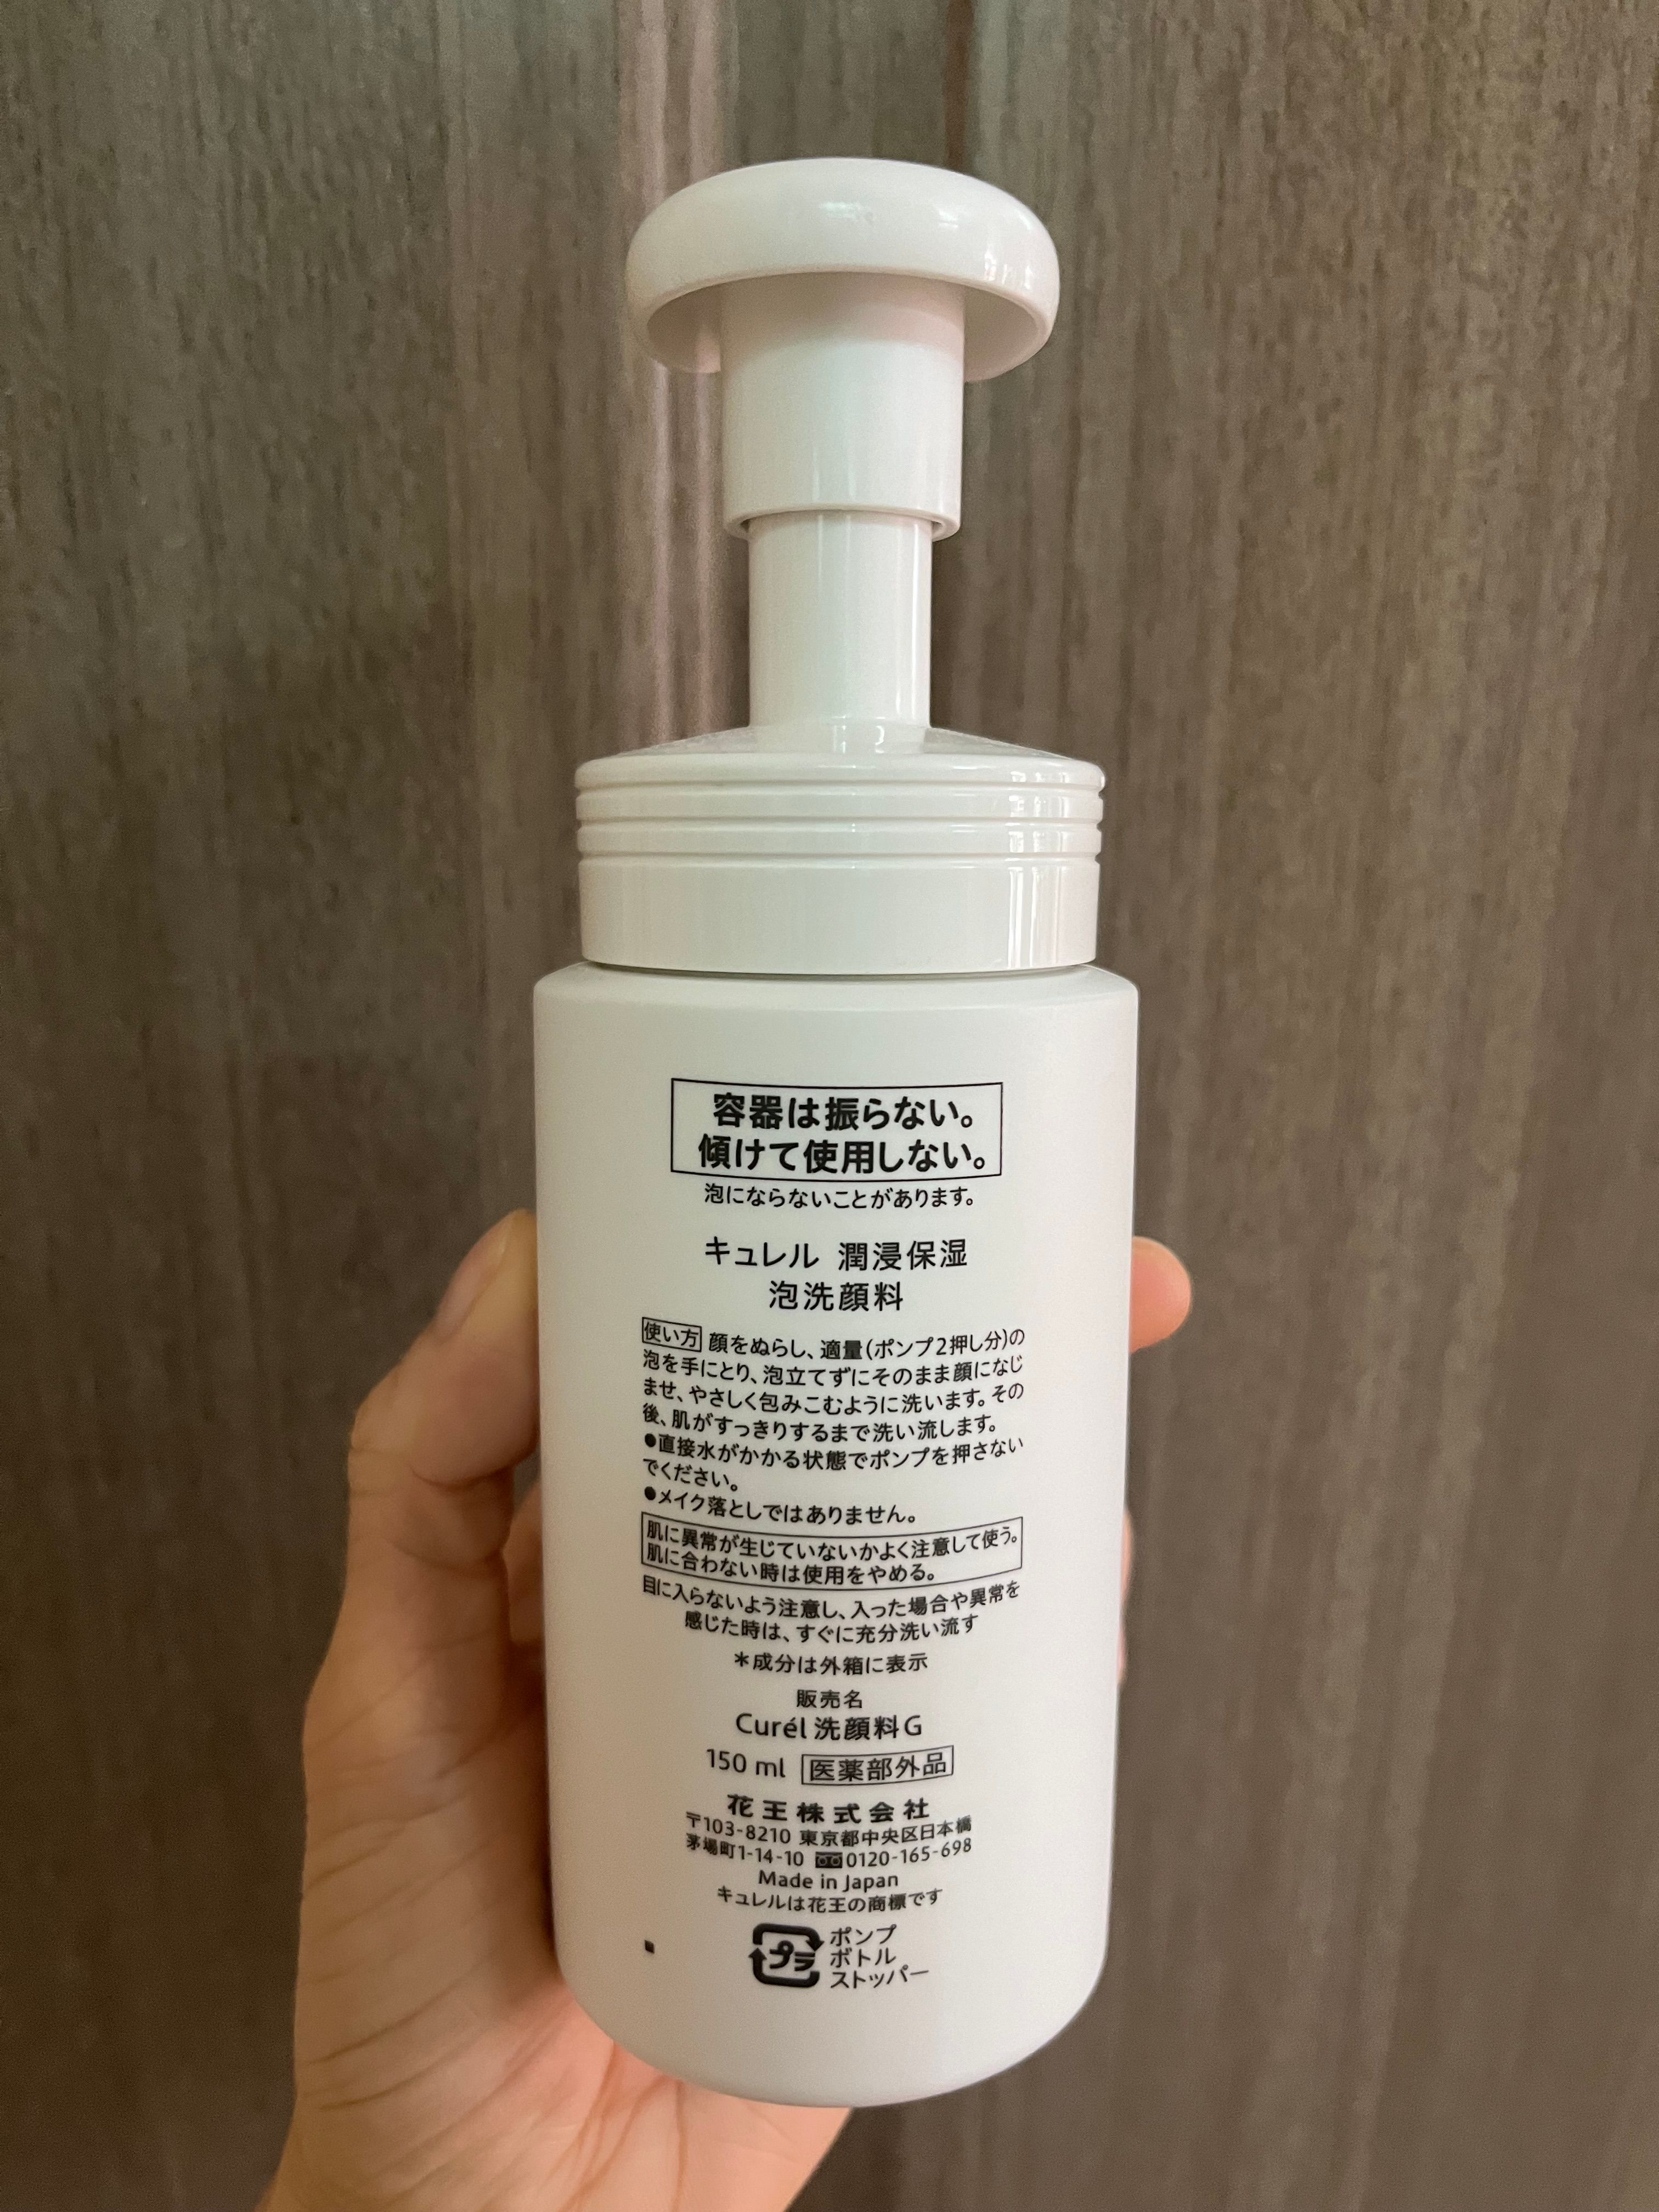 容器は振らない。
傾けて使用しない。
泡にならないことがあります。
キュレル 潤浸保湿
泡洗顔料
使い方 顔をぬらし、適量(ポンプ2押し分)の
泡を手にとり、泡立てずにそのまま顔になじ
ませ、やさしく包みこむように洗います。その
後、肌がすっきりするまで洗い流します。
●直接水がかかる状態でポンプを押さない
でください。
●メイク落としではありません。
肌に異常が生じていないかよく注意して使う。
肌に合わない時は使用をやめる。
目に入らないよう注意し、入った場合や異常を
感じた時は、すぐに充分洗い流す
＊成分は外箱に表示
販売名
Curél 洗顔料G
150 ml 医薬部外品
花王株式会社
〒103-8210 東京都中央区日本橋
茅場町1-14-10 0120-165-698
Made in Japan
キュレルは花王の商標です
プラ ポンプ
ボトル
ストッパー